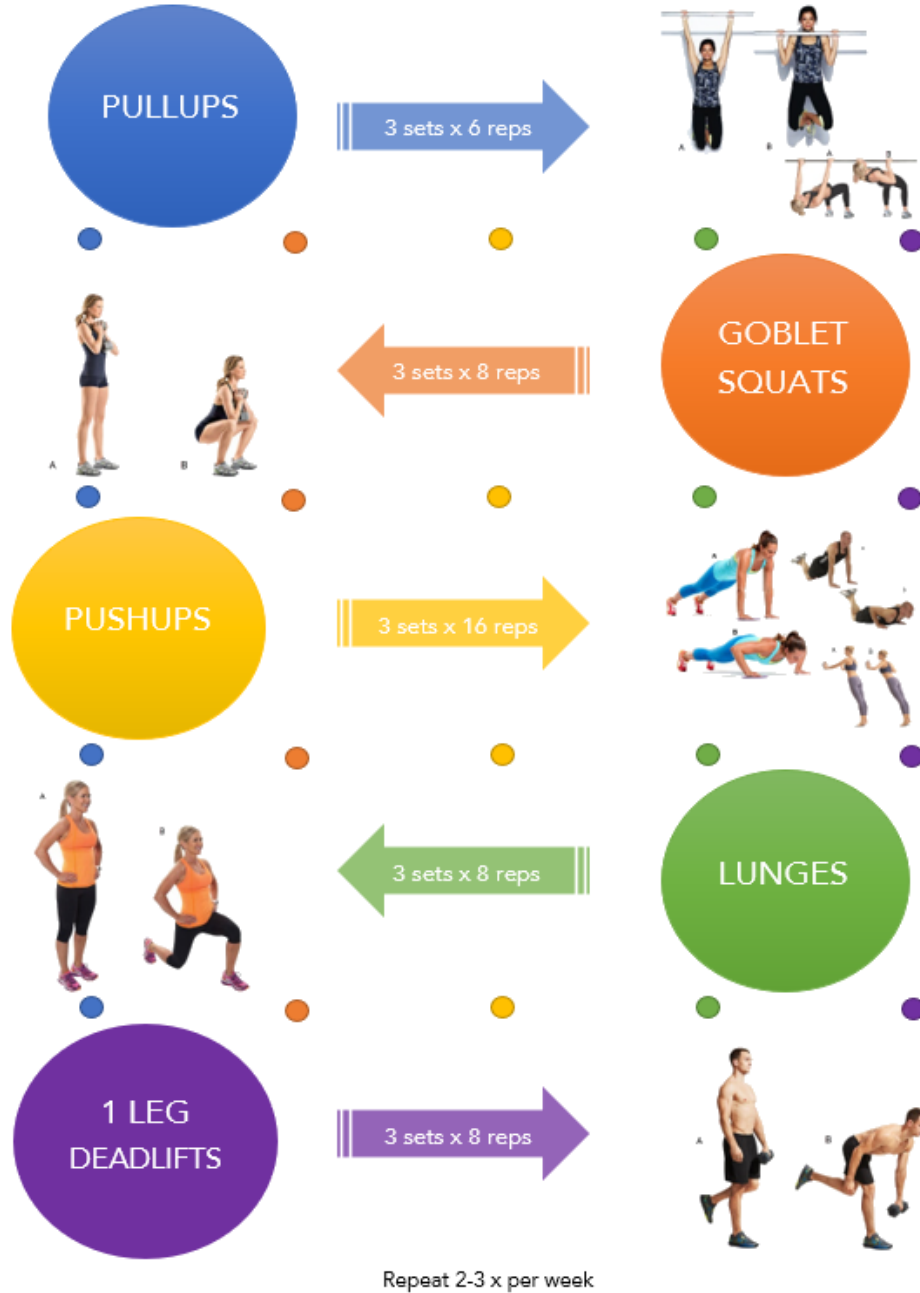 PULLUPS
3 sets x 6 reps
A
B
A
B
3 sets x 8 reps
GOBLET
SQUATS
A
B
PUSHUPS
3 sets x 16 reps
A
B
A
B
A
B
3 sets x 8 reps
LUNGES
1 LEG
DEADLIFTS
3 sets x 8 reps
A
B
Repeat 2-3 x per week